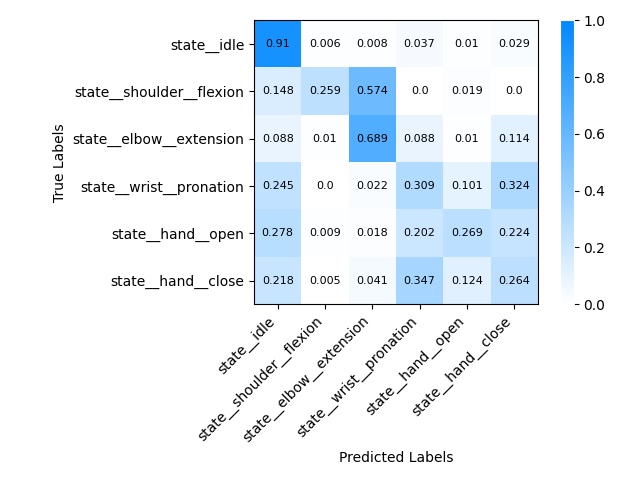 state__idle 0.91 0.006 0.008 0.037 0.01 0.029
state__shoulder__flexion 0.148 0.259 0.574 0.0 0.019 0.0
state__elbow__extension 0.088 0.01 0.689 0.088 0.01 0.114
state__wrist__pronation 0.245 0.0 0.022 0.309 0.101 0.324
state__hand__open 0.278 0.009 0.018 0.202 0.269 0.224
state__hand__close 0.218 0.005 0.041 0.347 0.124 0.264
True Labels
state__idle
state__shoulder__flexion
state__elbow__extension
state__wrist__pronation
state__hand__open
state__hand__close
Predicted Labels
1.0
0.8
0.6
0.4
0.2
0.0